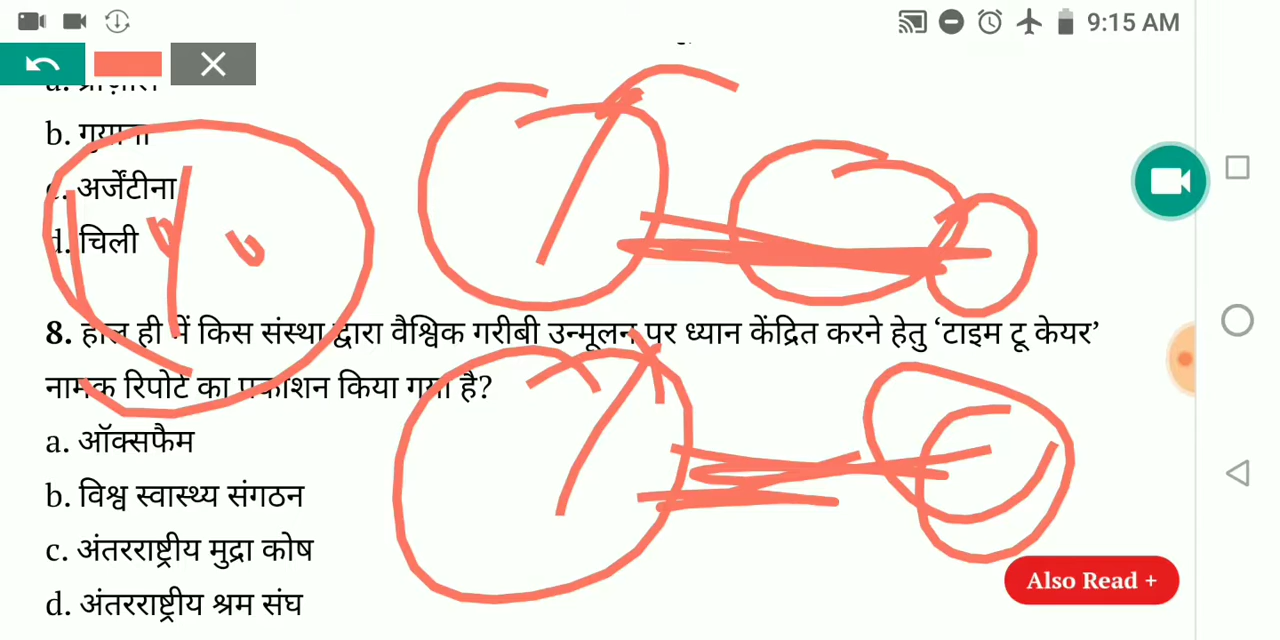 9:15 AM
b. गुयाना
c. अर्जेंटीना
d. चिली
8. हाल ही में किस संस्था द्वारा वैश्विक गरीबी उन्मूलन पर ध्यान केंद्रित करने हेतु ‘टाइम टू केयर’
नामक रिपोर्ट का प्रकाशन किया गया है?
a. ऑक्सफैम
b. विश्व स्वास्थ्य संगठन
c. अंतरराष्ट्रीय मुद्रा कोष
d. अंतरराष्ट्रीय श्रम संघ
Also Read +